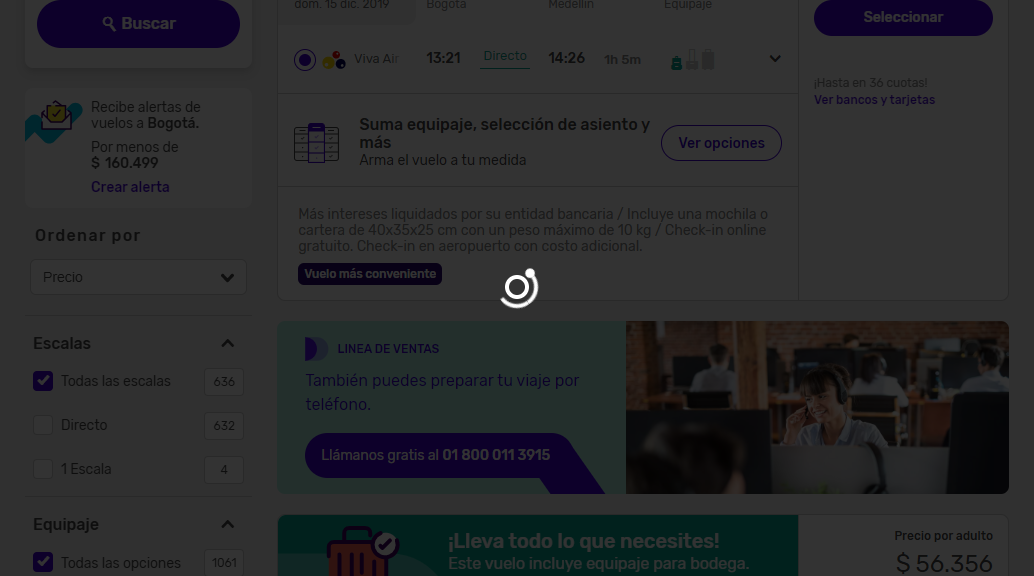 Buscar
Recibe alertas de
vuelos a Bogotá.
Por menos de
$ 160.499
Crear alerta
Ordenar por
Precio
Escalas
Todas las escalas 636
Directo 632
1 Escala 4
Equipaje
Todas las opciones 1061
dom. 15 dic. 2019 Bogotá Medellín Equipaje
Viva Air 13:21 Directo 14:26 1h 5m
Suma equipaje, selección de asiento y
más
Arma el vuelo a tu medida
Ver opciones
Más intereses liquidados por su entidad bancaria / Incluye una mochila o
cartera de 40x35x25 cm con un peso máximo de 10 kg / Check-in online
gratuito. Check-in en aeropuerto con costo adicional.
Vuelo más conveniente
Seleccionar
¡Hasta en 36 cuotas!
Ver bancos y tarjetas
LINEA DE VENTAS
También puedes preparar tu viaje por
teléfono.
Llámanos gratis al 01 800 011 3915
¡Lleva todo lo que necesites!
Este vuelo incluye equipaje para bodega.
Precio por adulto
$ 56.356